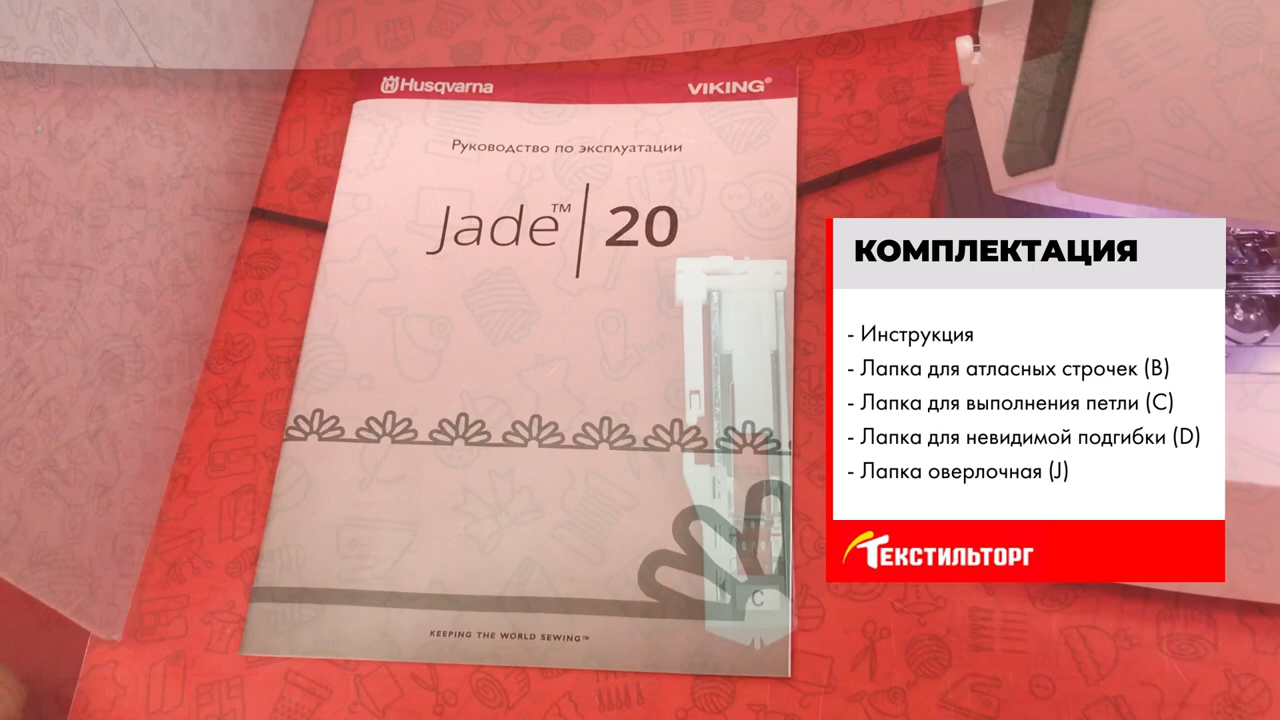 Husqvarna VIKING®
Руководство по эксплуатации
Jade™ 20
KEEPING THE WORLD SEWING™
C
КОМПЛЕКТАЦИЯ
- Инструкция
- Лапка для атласных строчек (B)
- Лапка для выполнения петли (C)
- Лапка для невидимой подгибки (D)
- Лапка оверлочная (J)
ТЕКСТИЛЬТОРГ